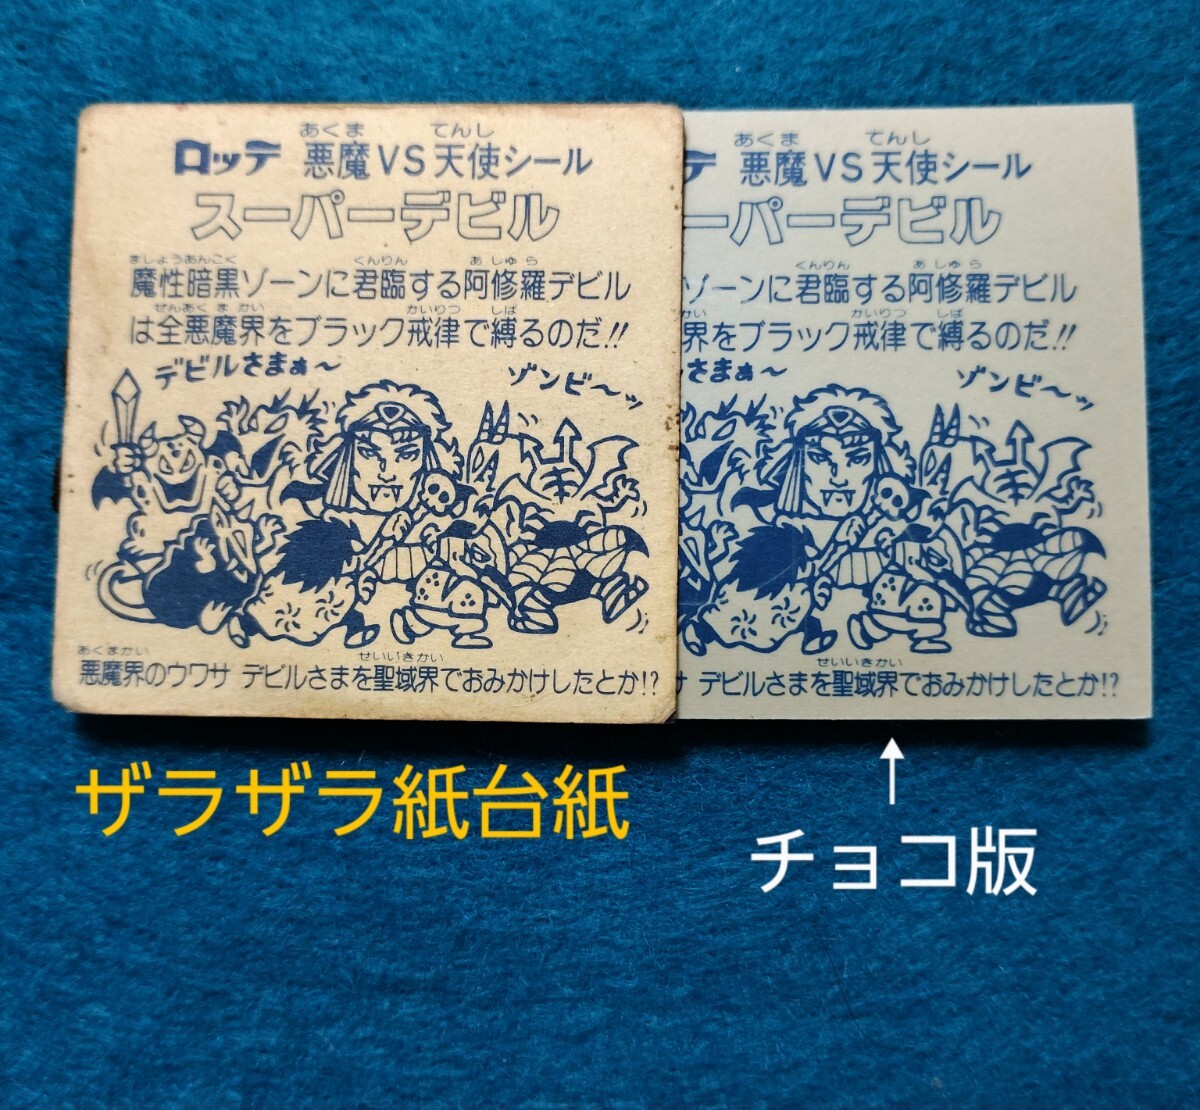 あくま てんし
ロッテ 悪魔VS天使シール
スーパーデビル
ましょうあんこく くんりん あしゅら
魔性暗黒ゾーンに君臨する阿修羅デビル
ぜんあくまかい かいりつ しば
は全悪魔界をブラック戒律で縛るのだ!!
デビルさまぁ〜
ゾンビ〜ッ
あくまかい せいいきかい
悪魔界のウワサ デビルさまを聖域界でおみかけしたとか!?
あくま てんし
テ 悪魔VS天使シール
ーパーデビル
くんりん あしゅら
ゾーンに君臨する阿修羅デビル
かい かいりつ しば
界をブラック戒律で縛るのだ!!
さまぁ〜
ゾンビ〜ッ
せいいきかい
サ デビルさまを聖域界でおみかけしたとか!?
ザラザラ紙台紙
チョコ版